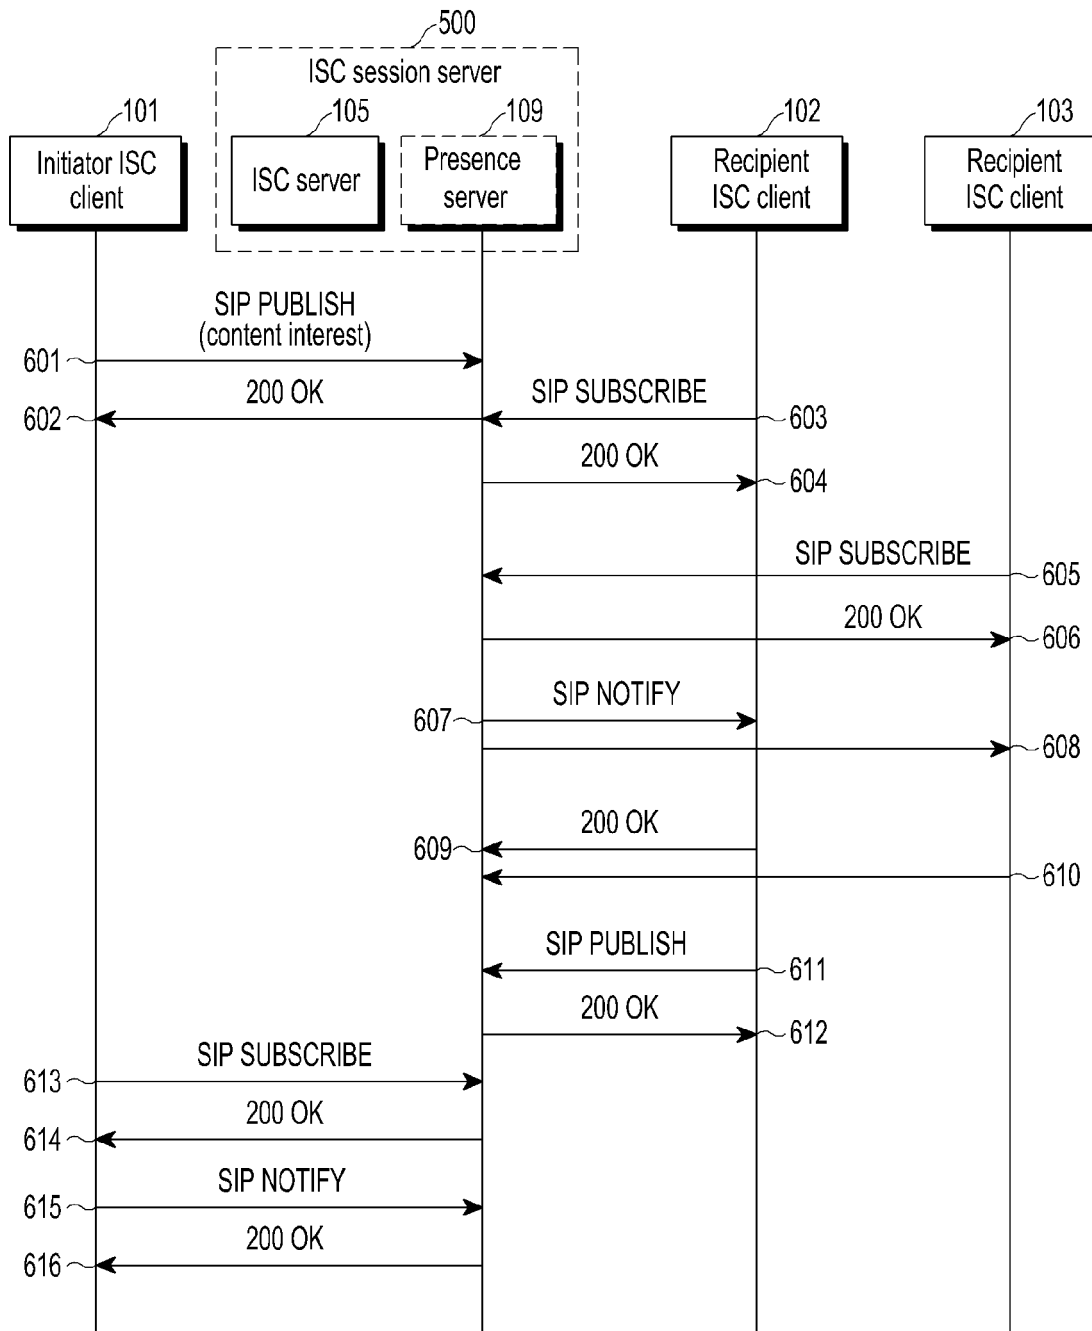 500
ISC session server
101
105
109
102
103
Initiator ISC
client
ISC server
Presence
server
Recipient
ISC client
Recipient
ISC client
SIP PUBLISH
(content interest)
601
200 OK
SIP SUBSCRIBE
602
603
200 OK
604
SIP SUBSCRIBE
605
200 OK
606
SIP NOTIFY
607
608
200 OK
609
610
SIP PUBLISH
611
200 OK
612
SIP SUBSCRIBE
613
200 OK
614
SIP NOTIFY
615
200 OK
616